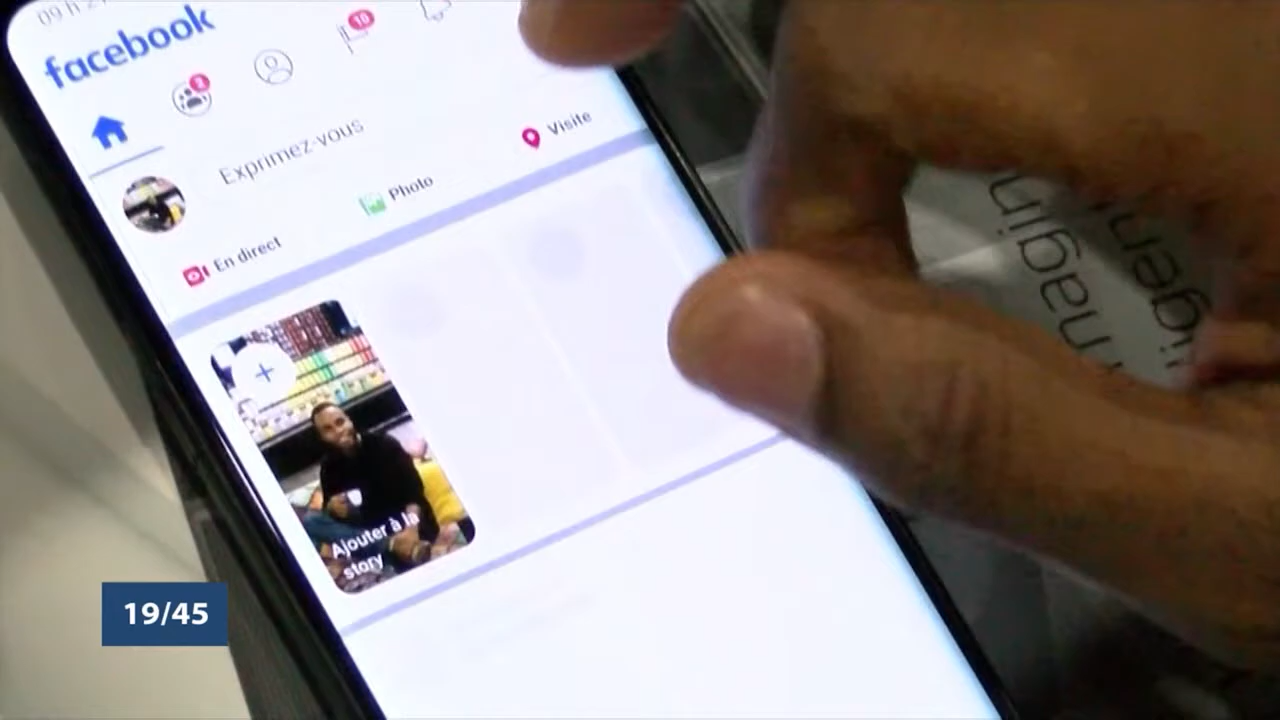 facebook
10
Exprimez-vous
En direct
Photo
Visite
Ajouter à la
story
19/45